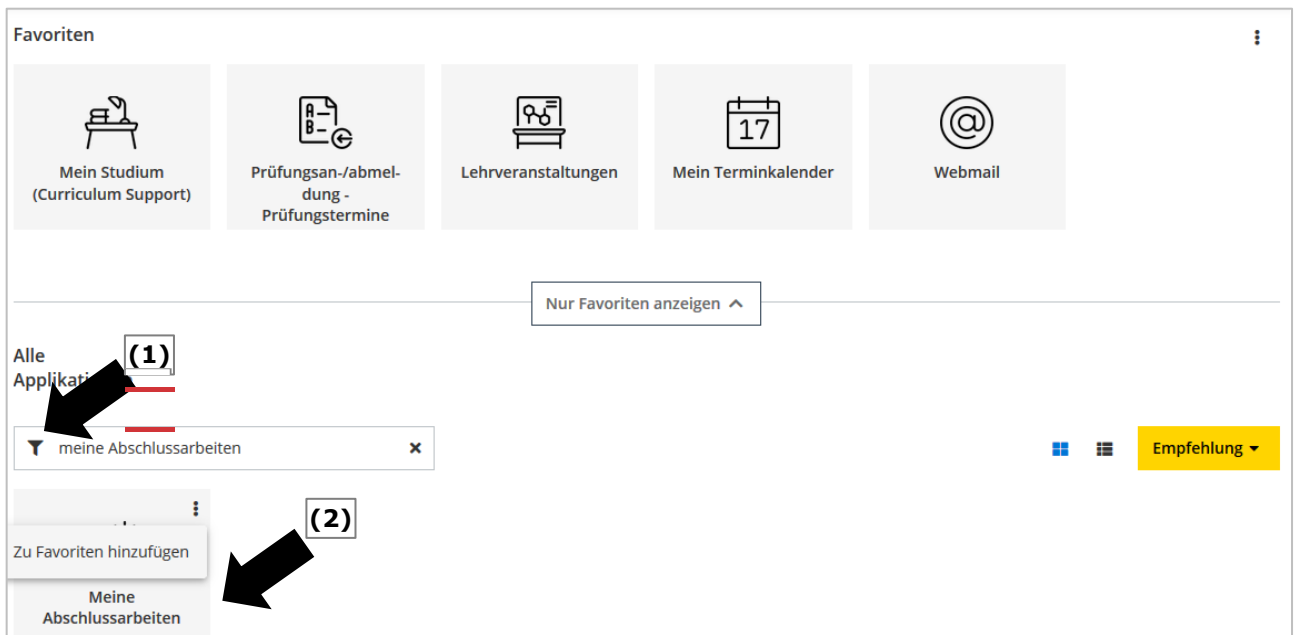 Favoriten
Mein Studium
(Curriculum Support)
Prüfungsan-/abmel-
dung -
Prüfungstermine
Lehrveranstaltungen
17
Mein Terminkalender
@
Webmail
Nur Favoriten anzeigen
Alle
(1)
meine Abschlussarbeiten
Empfehlung
(2)
Zu Favoriten hinzufügen
Meine
Abschlussarbeiten